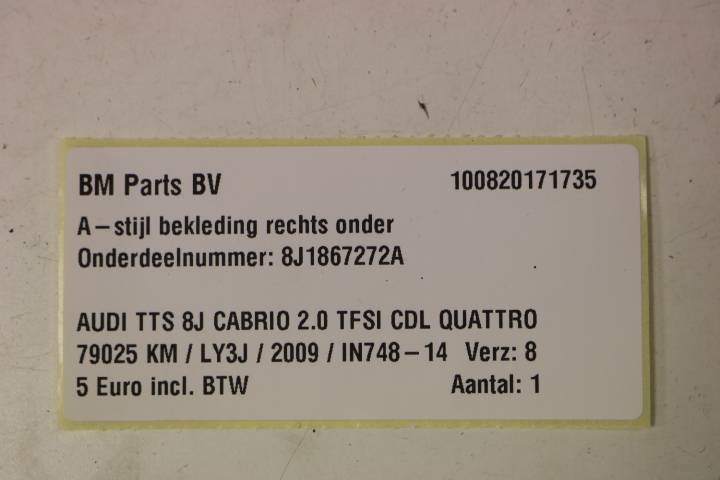 BM Parts BV 100820171735
A-stijl bekleding rechts onder
Onderdeelnummer: 8J1867272A
AUDI TTS 8J CABRIO 2.0 TFSI CDL QUATTRO
79025 KM / LY3J / 2009 / IN748-14 Verz: 8
5 Euro incl. BTW Aantal: 1